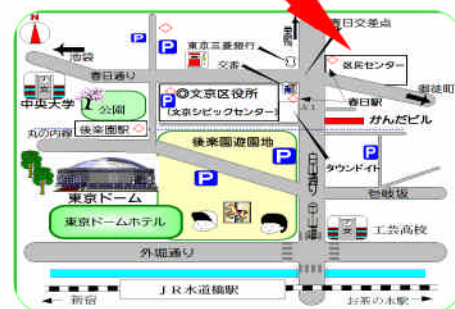 N
春日交差点
池袋
P
東京三菱銀行
交番
区民センター
春日通り
御徒町
中央大学
公園
◎文京区役所
(文京シビックセンター)
P
春日駅
丸の内線
後楽園駅
かんだビル
後楽園遊園地
P
P
白山通り
タウンドイト
東京ドーム
壱岐坂
東京ドームホテル
P
工芸高校
外堀通り
JR水道橋駅
新宿
お茶の水駅